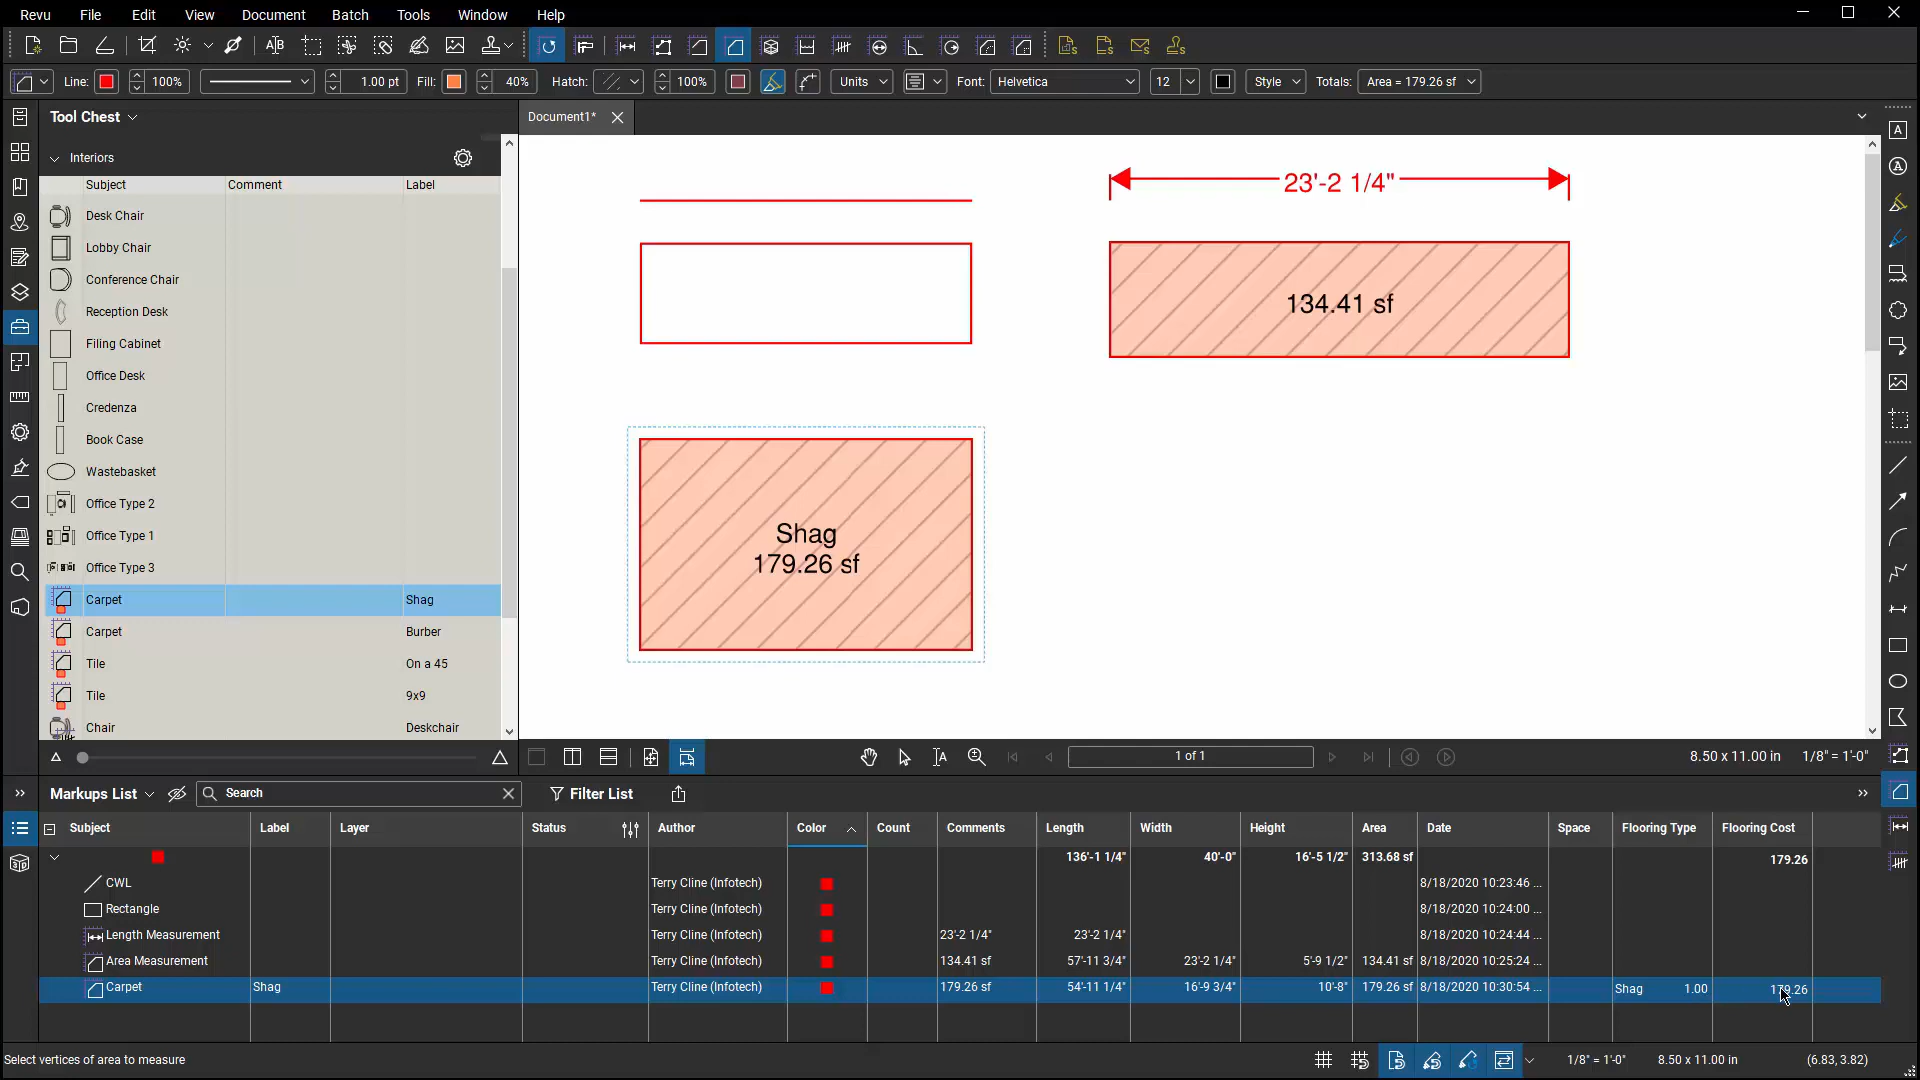 Revu File Edit View Document Batch Tools Window Help
Line: 100% 1.00 pt Fill: 40% Hatch: 100% Units Font: Helvetica 12 Style Totals: Area = 179.26 sf
Tool Chest
Document1*
Interiors
Subject Comment Label
Desk Chair
Lobby Chair
Conference Chair
Reception Desk
Filing Cabinet
Office Desk
Credenza
Book Case
Wastebasket
Office Type 2
Office Type 1
Office Type 3
Carpet Shag
Carpet Burber
Tile On a 45
Tile 9x9
Chair Deskchair
23'-2 1/4"
134.41 sf
Shag
179.26 sf
1 of 1 8.50 x 11.00 in 1/8" = 1'-0"
Markups List Search Filter List
Subject Label Layer Status Author Color Count Comments Length Width Height Area Date Space Flooring Type Flooring Cost
136'-1 1/4" 40'-0" 16'-5 1/2" 313.68 sf 179.26
CWL Terry Cline (Infotech) 8/18/2020 10:23:46 ...
Rectangle Terry Cline (Infotech) 8/18/2020 10:24:00 ...
Length Measurement Terry Cline (Infotech) 23'-2 1/4" 23'-2 1/4" 8/18/2020 10:24:44 ...
Area Measurement Terry Cline (Infotech) 134.41 sf 57'-11 3/4" 23'-2 1/4" 5'-9 1/2" 134.41 sf 8/18/2020 10:25:24 ...
Carpet Shag Terry Cline (Infotech) 179.26 sf 54'-11 1/4" 16'-9 3/4" 10'-8" 179.26 sf 8/18/2020 10:30:54 ... Shag 1.00 179.26
Select vertices of area to measure 1/8" = 1'-0" 8.50 x 11.00 in (6.83, 3.82)